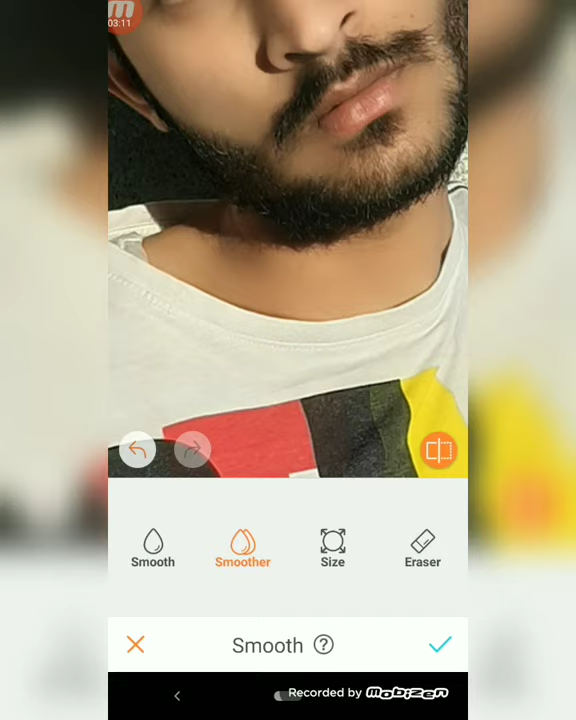 m
03:11
Smooth
Smoother
Size
Eraser
Smooth ?
Recorded by mobizen